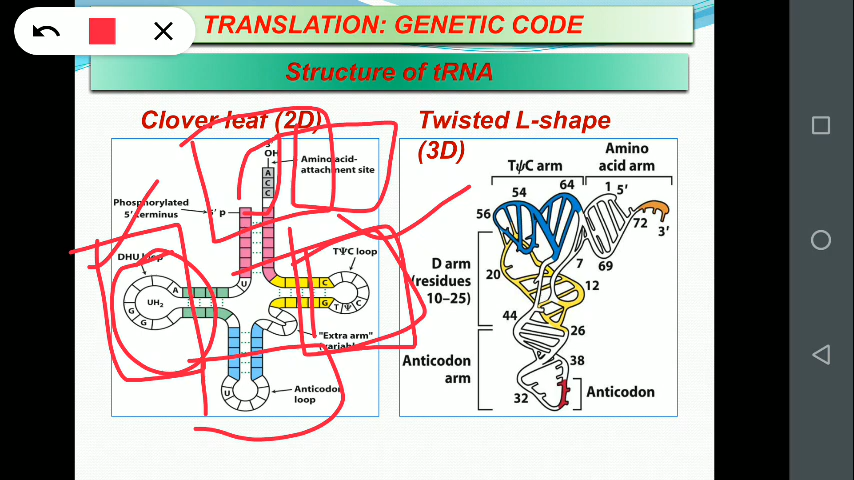 TRANSLATION: GENETIC CODE
Structure of tRNA
Clover leaf (2D)
Twisted L-shape
(3D)
3'
OH
Amino acid-
attachment site
A
C
C
Phosphorylated
5' terminus
5' p
DHU loop
TΨC loop
A
U
C
UH2
G
G
G
T Ψ C
"Extra arm"
(variable)
U
Anticodon
loop
TψC arm
Amino
acid arm
54
64
1
5'
56
72
3'
7
69
D arm
(residues
10–25)
20
12
44
26
Anticodon
arm
38
32
Anticodon